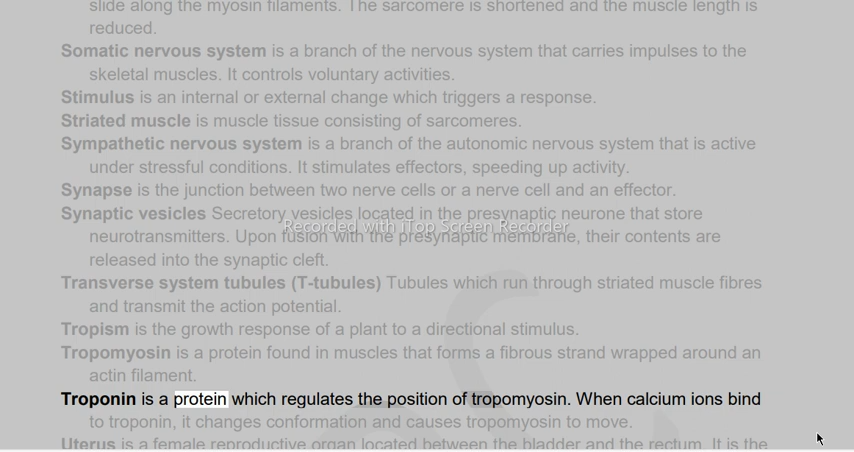 slide along the myosin filaments. The sarcomere is shortened and the muscle length is
reduced.
Somatic nervous system is a branch of the nervous system that carries impulses to the
skeletal muscles. It controls voluntary activities.
Stimulus is an internal or external change which triggers a response.
Striated muscle is muscle tissue consisting of sarcomeres.
Sympathetic nervous system is a branch of the autonomic nervous system that is active
under stressful conditions. It stimulates effectors, speeding up activity.
Synapse is the junction between two nerve cells or a nerve cell and an effector.
Synaptic vesicles Secretory vesicles located in the presynaptic neurone that store
Recorded with iTop Screen Recorder
neurotransmitters. Upon fusion with the presynaptic membrane, their contents are
released into the synaptic cleft.
Transverse system tubules (T-tubules) Tubules which run through striated muscle fibres
and transmit the action potential.
Tropism is the growth response of a plant to a directional stimulus.
Tropomyosin is a protein found in muscles that forms a fibrous strand wrapped around an
actin filament.
Troponin is a protein which regulates the position of tropomyosin. When calcium ions bind
to troponin, it changes conformation and causes tropomyosin to move.
Uterus is a female reproductive organ located between the bladder and the rectum. It is the